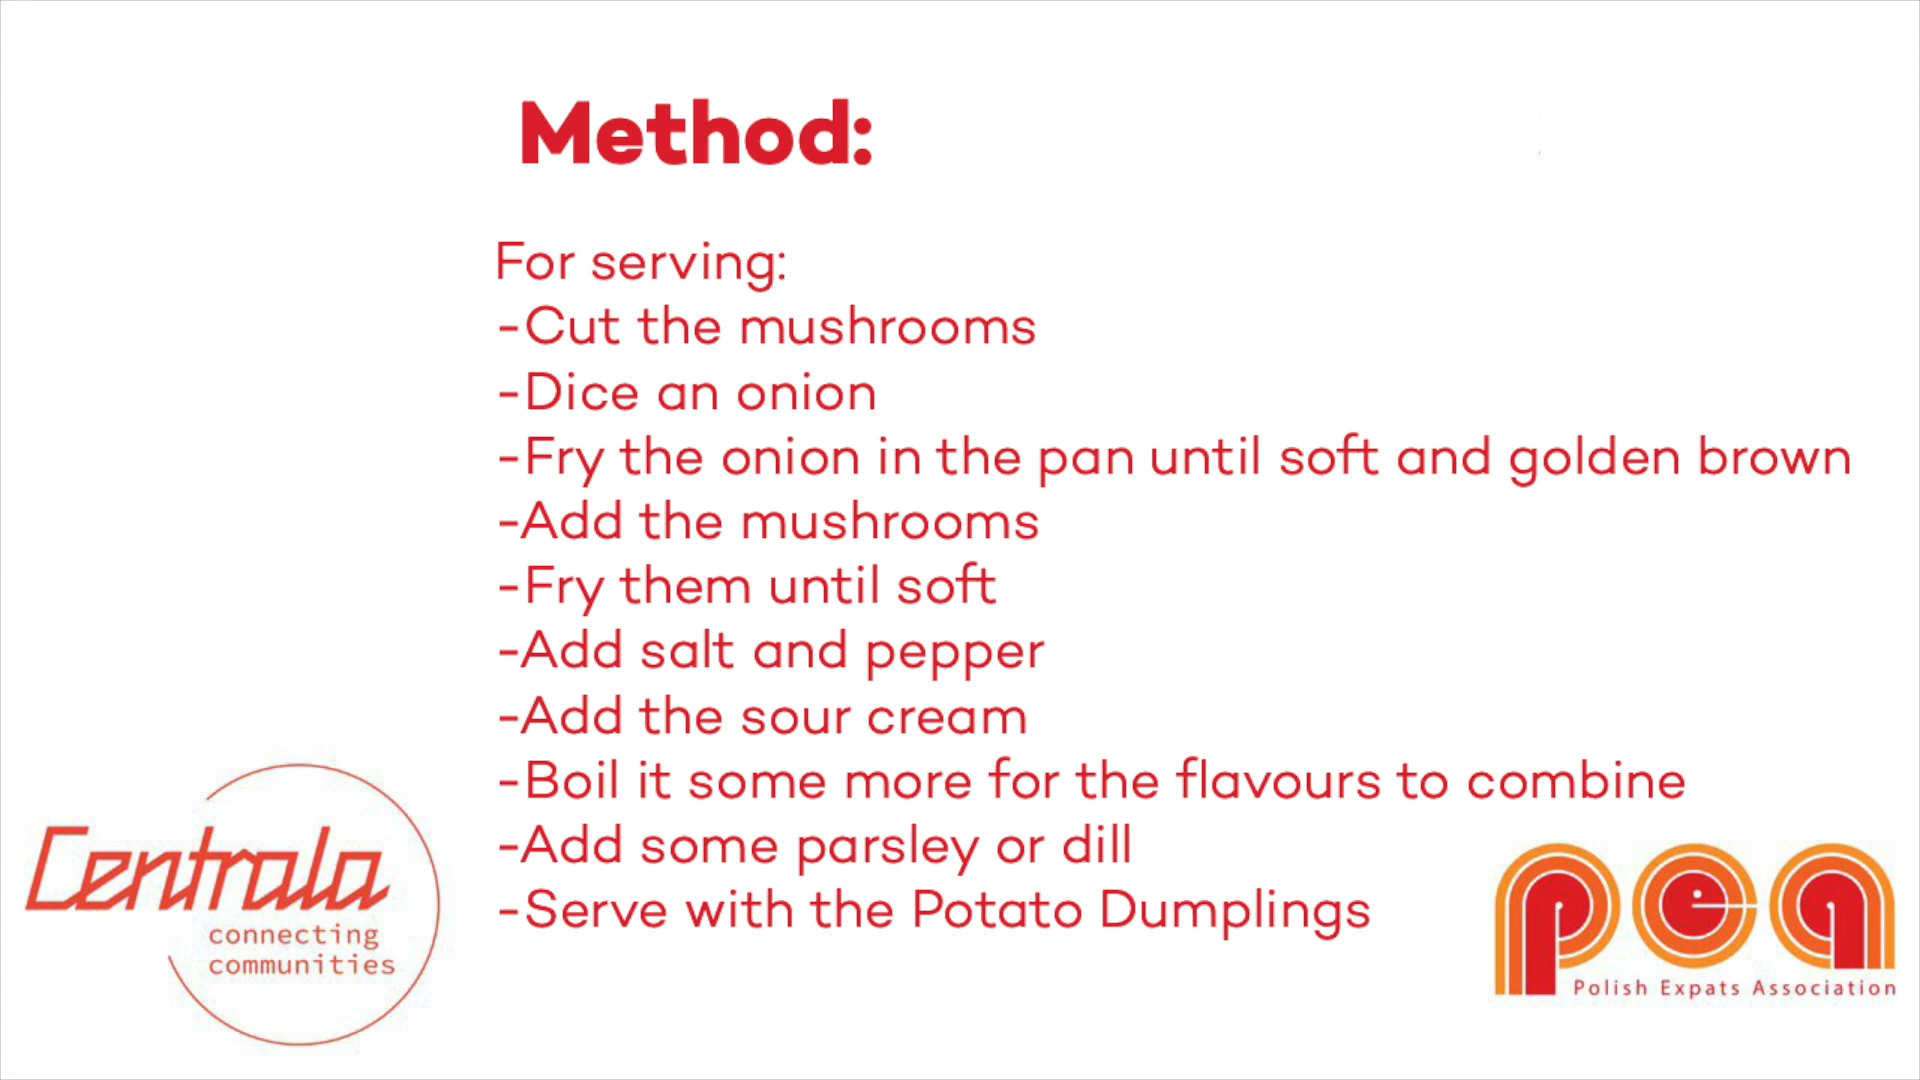 Method:
For serving:
-Cut the mushrooms
-Dice an onion
-Fry the onion in the pan until soft and golden brown
-Add the mushrooms
-Fry them until soft
-Add salt and pepper
-Add the sour cream
-Boil it some more for the flavours to combine
-Add some parsley or dill
-Serve with the Potato Dumplings
Centrala
connecting
communities
pea
Polish Expats Association